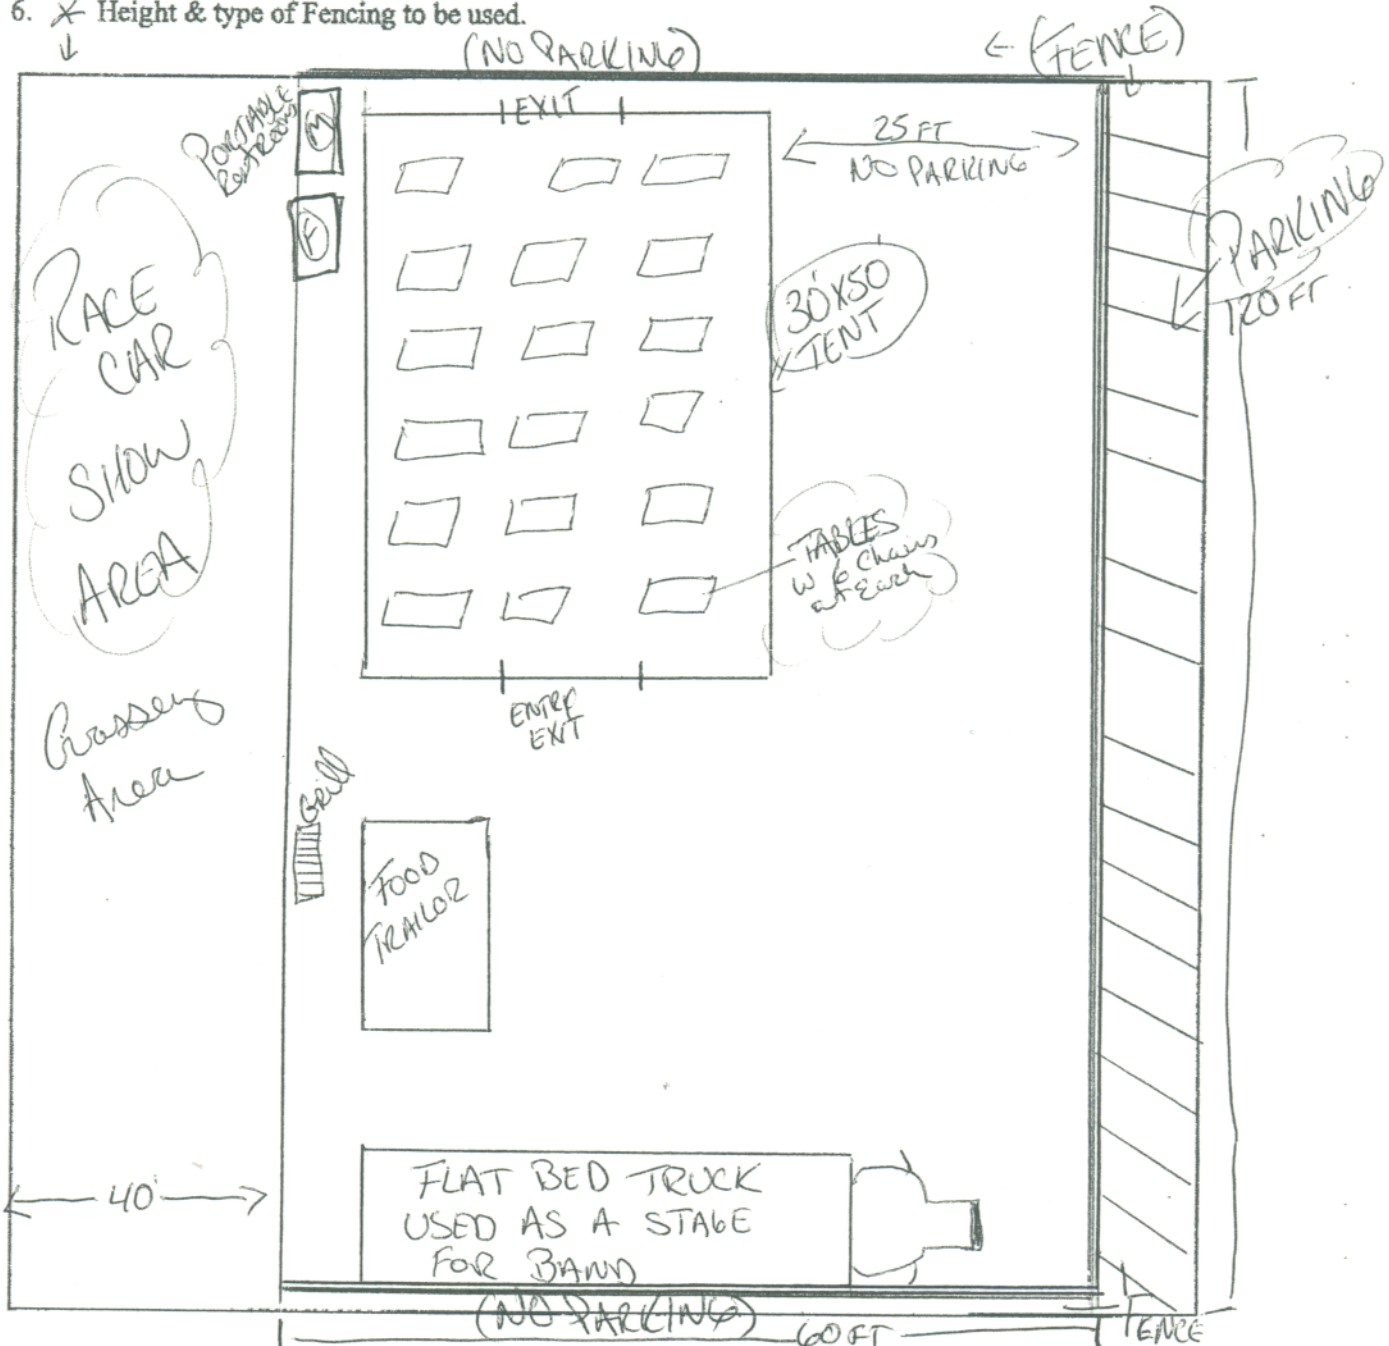 6. Height & type of Fencing to be used.
(NO PARKING)
← (FENCE)
PORTABLE
RESTROOMS
M
F
EXIT
25 FT
NO PARKING
PARKING
120 FT
RACE
CAR
SHOW
AREA
30'X50
TENT
TABLES
w 6 Chairs
at Each
Grassey
Area
ENTRY
EXIT
Grill
FOOD
TRAILOR
40'
FLAT BED TRUCK
USED AS A STAGE
FOR BAND
(NO PARKING)
60 FT
FENCE